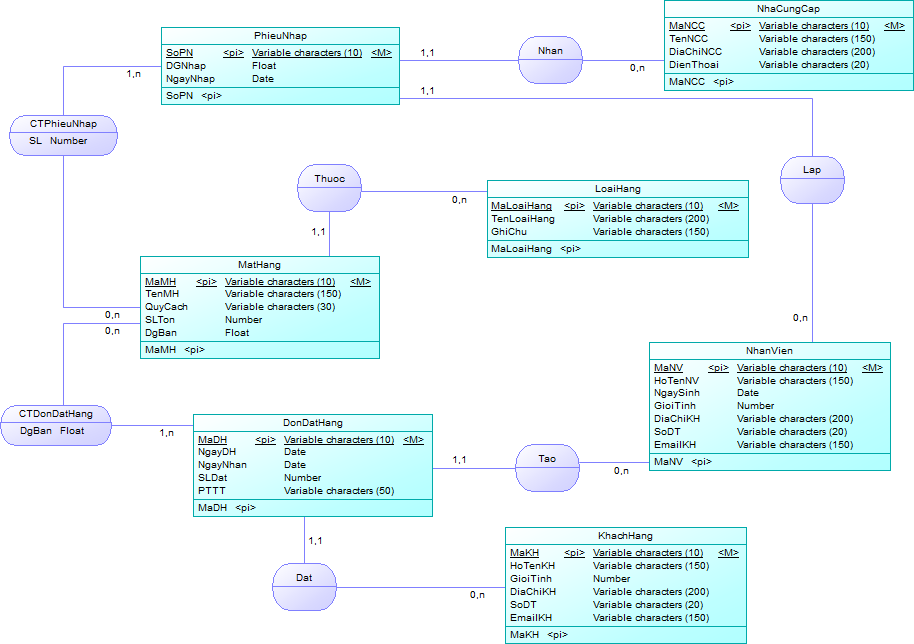 NhaCungCap
MaNCC <pi> Variable characters (10) <M>
TenNCC Variable characters (150)
DiaChiNCC Variable characters (200)
DienThoai Variable characters (20)
MaNCC <pi>
PhieuNhap
SoPN <pi> Variable characters (10) <M>
DGNhap Float
NgayNhap Date
SoPN <pi>
1,1
Nhan
0,n
1,n
1,1
CTPhieuNhap
SL Number
Thuoc
Lap
0,n
LoaiHang
MaLoaiHang <pi> Variable characters (10) <M>
TenLoaiHang Variable characters (200)
GhiChu Variable characters (150)
MaLoaiHang <pi>
1,1
MatHang
MaMH <pi> Variable characters (10) <M>
TenMH Variable characters (150)
QuyCach Variable characters (30)
SLTon Number
DgBan Float
MaMH <pi>
0,n
0,n
0,n
NhanVien
MaNV <pi> Variable characters (10) <M>
HoTenNV Variable characters (150)
NgaySinh Date
GioiTinh Number
DiaChiKH Variable characters (200)
SoDT Variable characters (20)
EmailKH Variable characters (150)
MaNV <pi>
CTDonDatHang
DgBan Float
1,n
DonDatHang
MaDH <pi> Variable characters (10) <M>
NgayDH Date
NgayNhan Date
SLDat Number
PTTT Variable characters (50)
MaDH <pi>
1,1
Tao
0,n
1,1
Dat
0,n
KhachHang
MaKH <pi> Variable characters (10) <M>
HoTenKH Variable characters (150)
GioiTinh Number
DiaChiKH Variable characters (200)
SoDT Variable characters (20)
EmailKH Variable characters (150)
MaKH <pi>